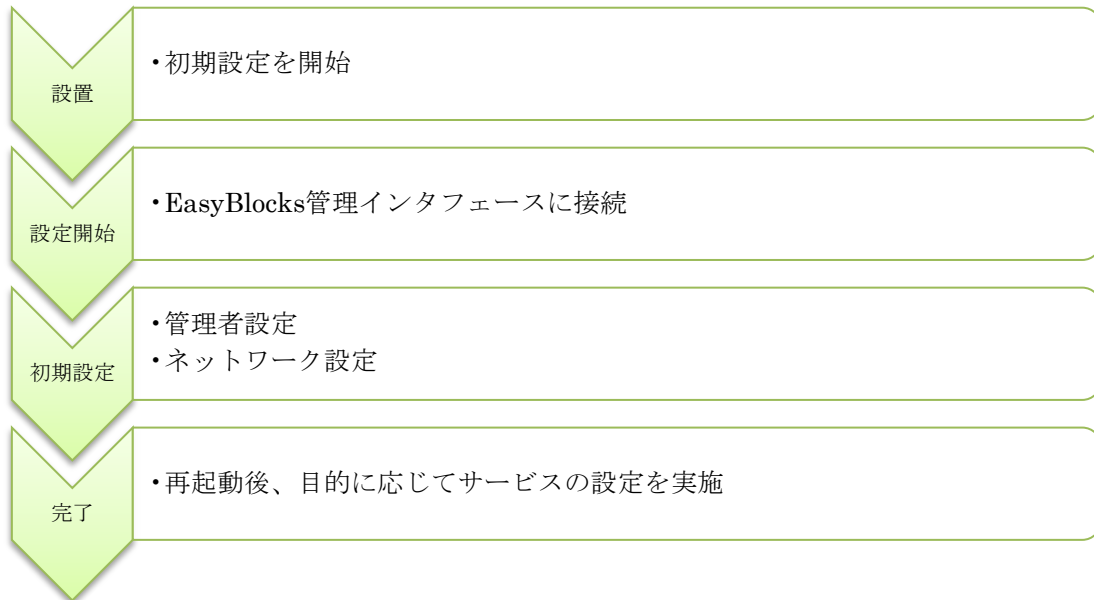 設置
・初期設定を開始
設定開始
・EasyBlocks管理インタフェースに接続
初期設定
・管理者設定
・ネットワーク設定
完了
・再起動後、目的に応じてサービスの設定を実施